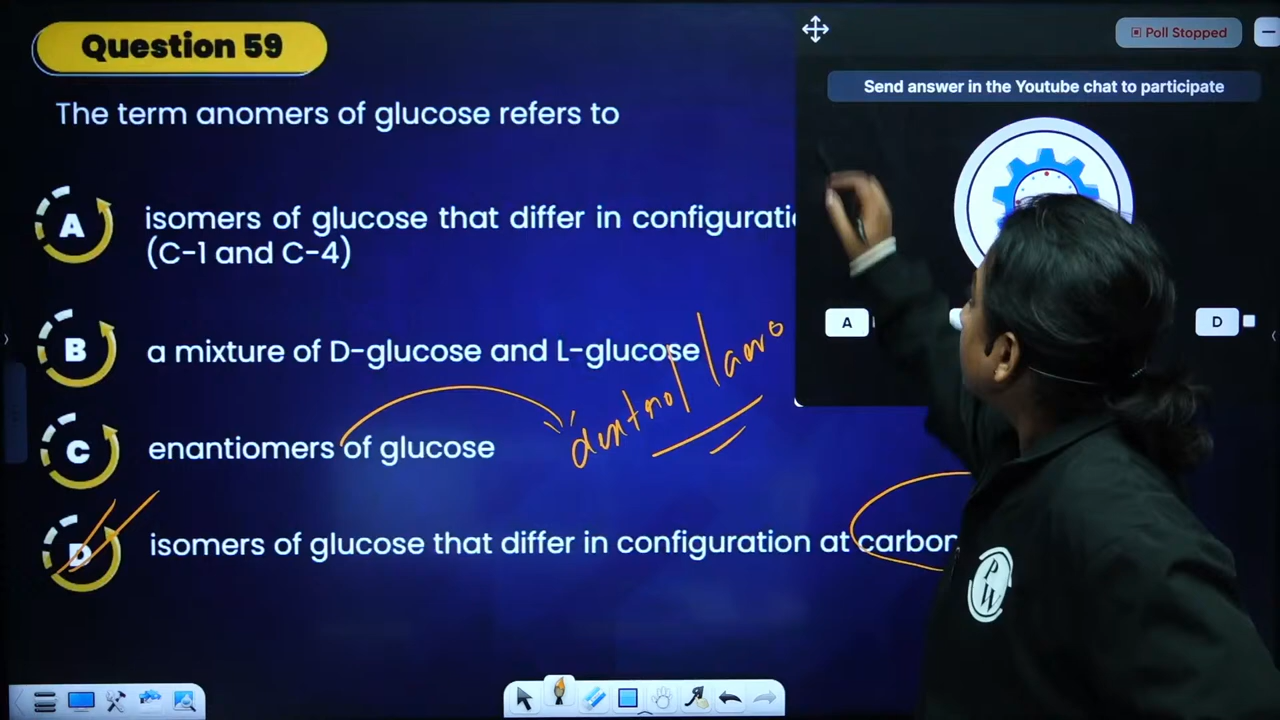 Question 59
Poll Stopped
Send answer in the Youtube chat to participate
The term anomers of glucose refers to
A
isomers of glucose that differ in
(C-1 and C-4)
A
D
B
a mixture of D-glucose and L-glucose
C
enantiomers of glucose
D
isomers of glucose that differ in configuration at
PW